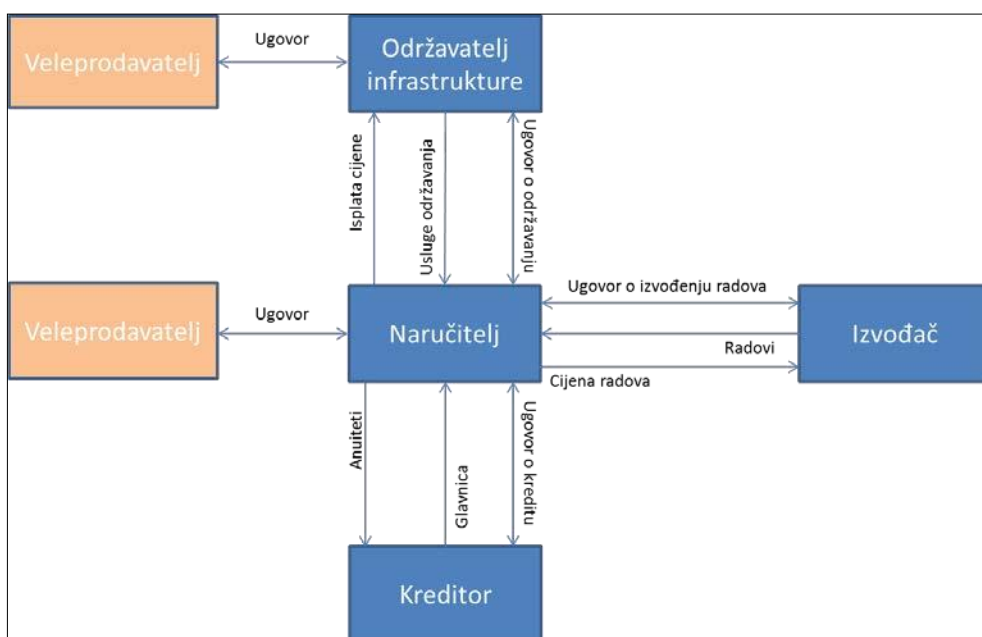 Veleprodavatelj
Ugovor
Održavatelj
infrastrukture
Isplata cijene
Usluge održavanja
Ugovor o održavanju
Veleprodavatelj
Ugovor
Naručitelj
Ugovor o izvođenju radova
Radovi
Cijena radova
Izvođač
Anuiteti
Glavnica
Ugovor o kreditu
Kreditor